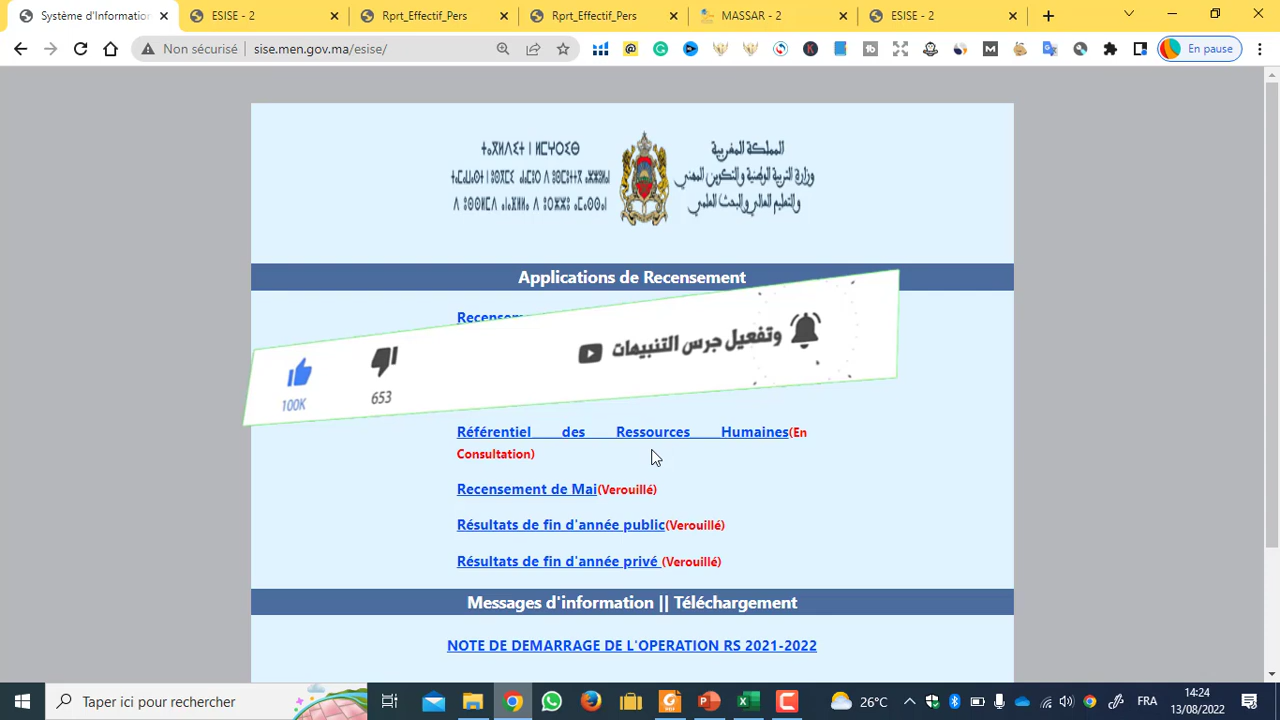 Système d'Information
ESISE - 2
Rprt_Effectif_Pers
Rprt_Effectif_Pers
MASSAR - 2
ESISE - 2
Non sécurisé
sise.men.gov.ma/esise/
En pause
المملكة المغربية
وزارة التربية الوطنية والتكوين المهني
والتعليم العالي والبحث العلمي
Applications de Recensement
وتفعيل جرس التنبيهات
100K
653
Référentiel des Ressources Humaines(En
Consultation)
Recensement de Mai(Verouillé)
Résultats de fin d'année public(Verouillé)
Résultats de fin d'année privé (Verouillé)
Messages d'information || Téléchargement
NOTE DE DEMARRAGE DE L'OPERATION RS 2021-2022
Taper ici pour rechercher
26°C
FRA
14:24
13/08/2022